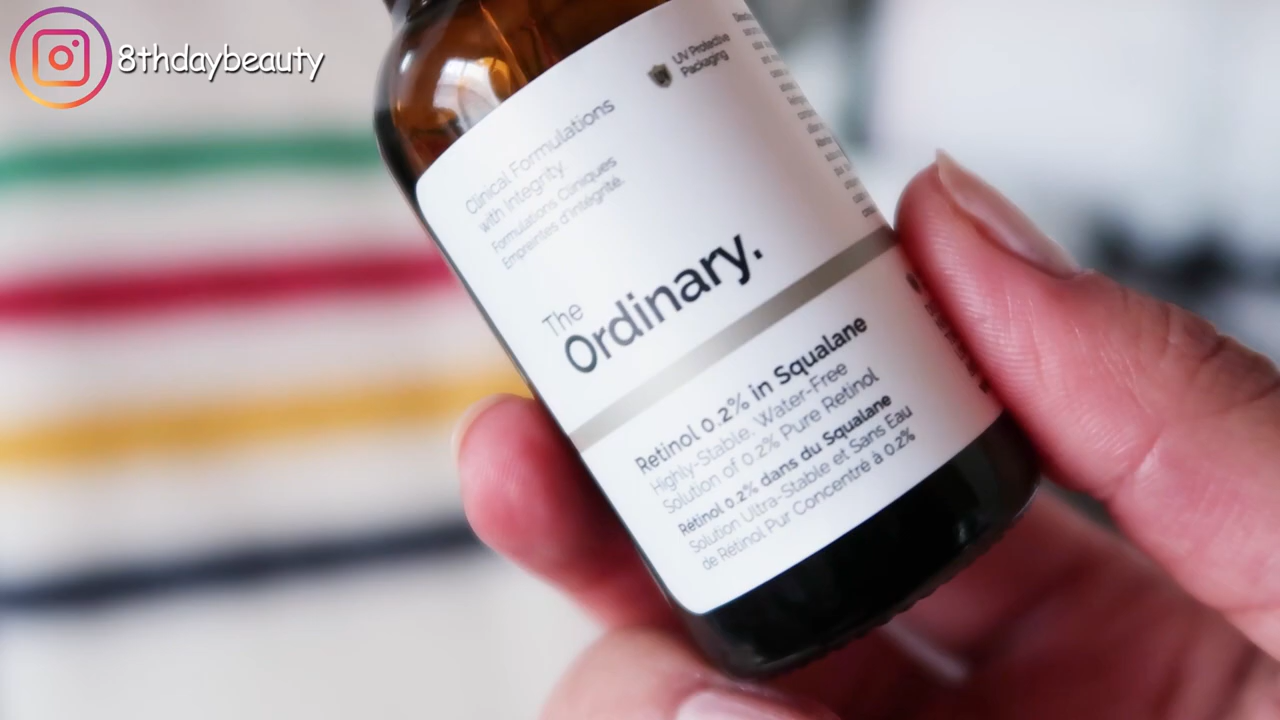 8thdaybeauty
UV Protective
Packaging
Clinical Formulations
with Integrity.
Formulations Cliniques
Empreintes d'intégrité.
The
Ordinary.
Retinol 0.2% in Squalane
Highly-Stable, Water-Free
Solution of 0.2% Pure Retinol
Rétinol 0.2% dans du Squalane
Solution Ultra-Stable et Sans Eau
de Rétinol Pur Concentré à 0.2%